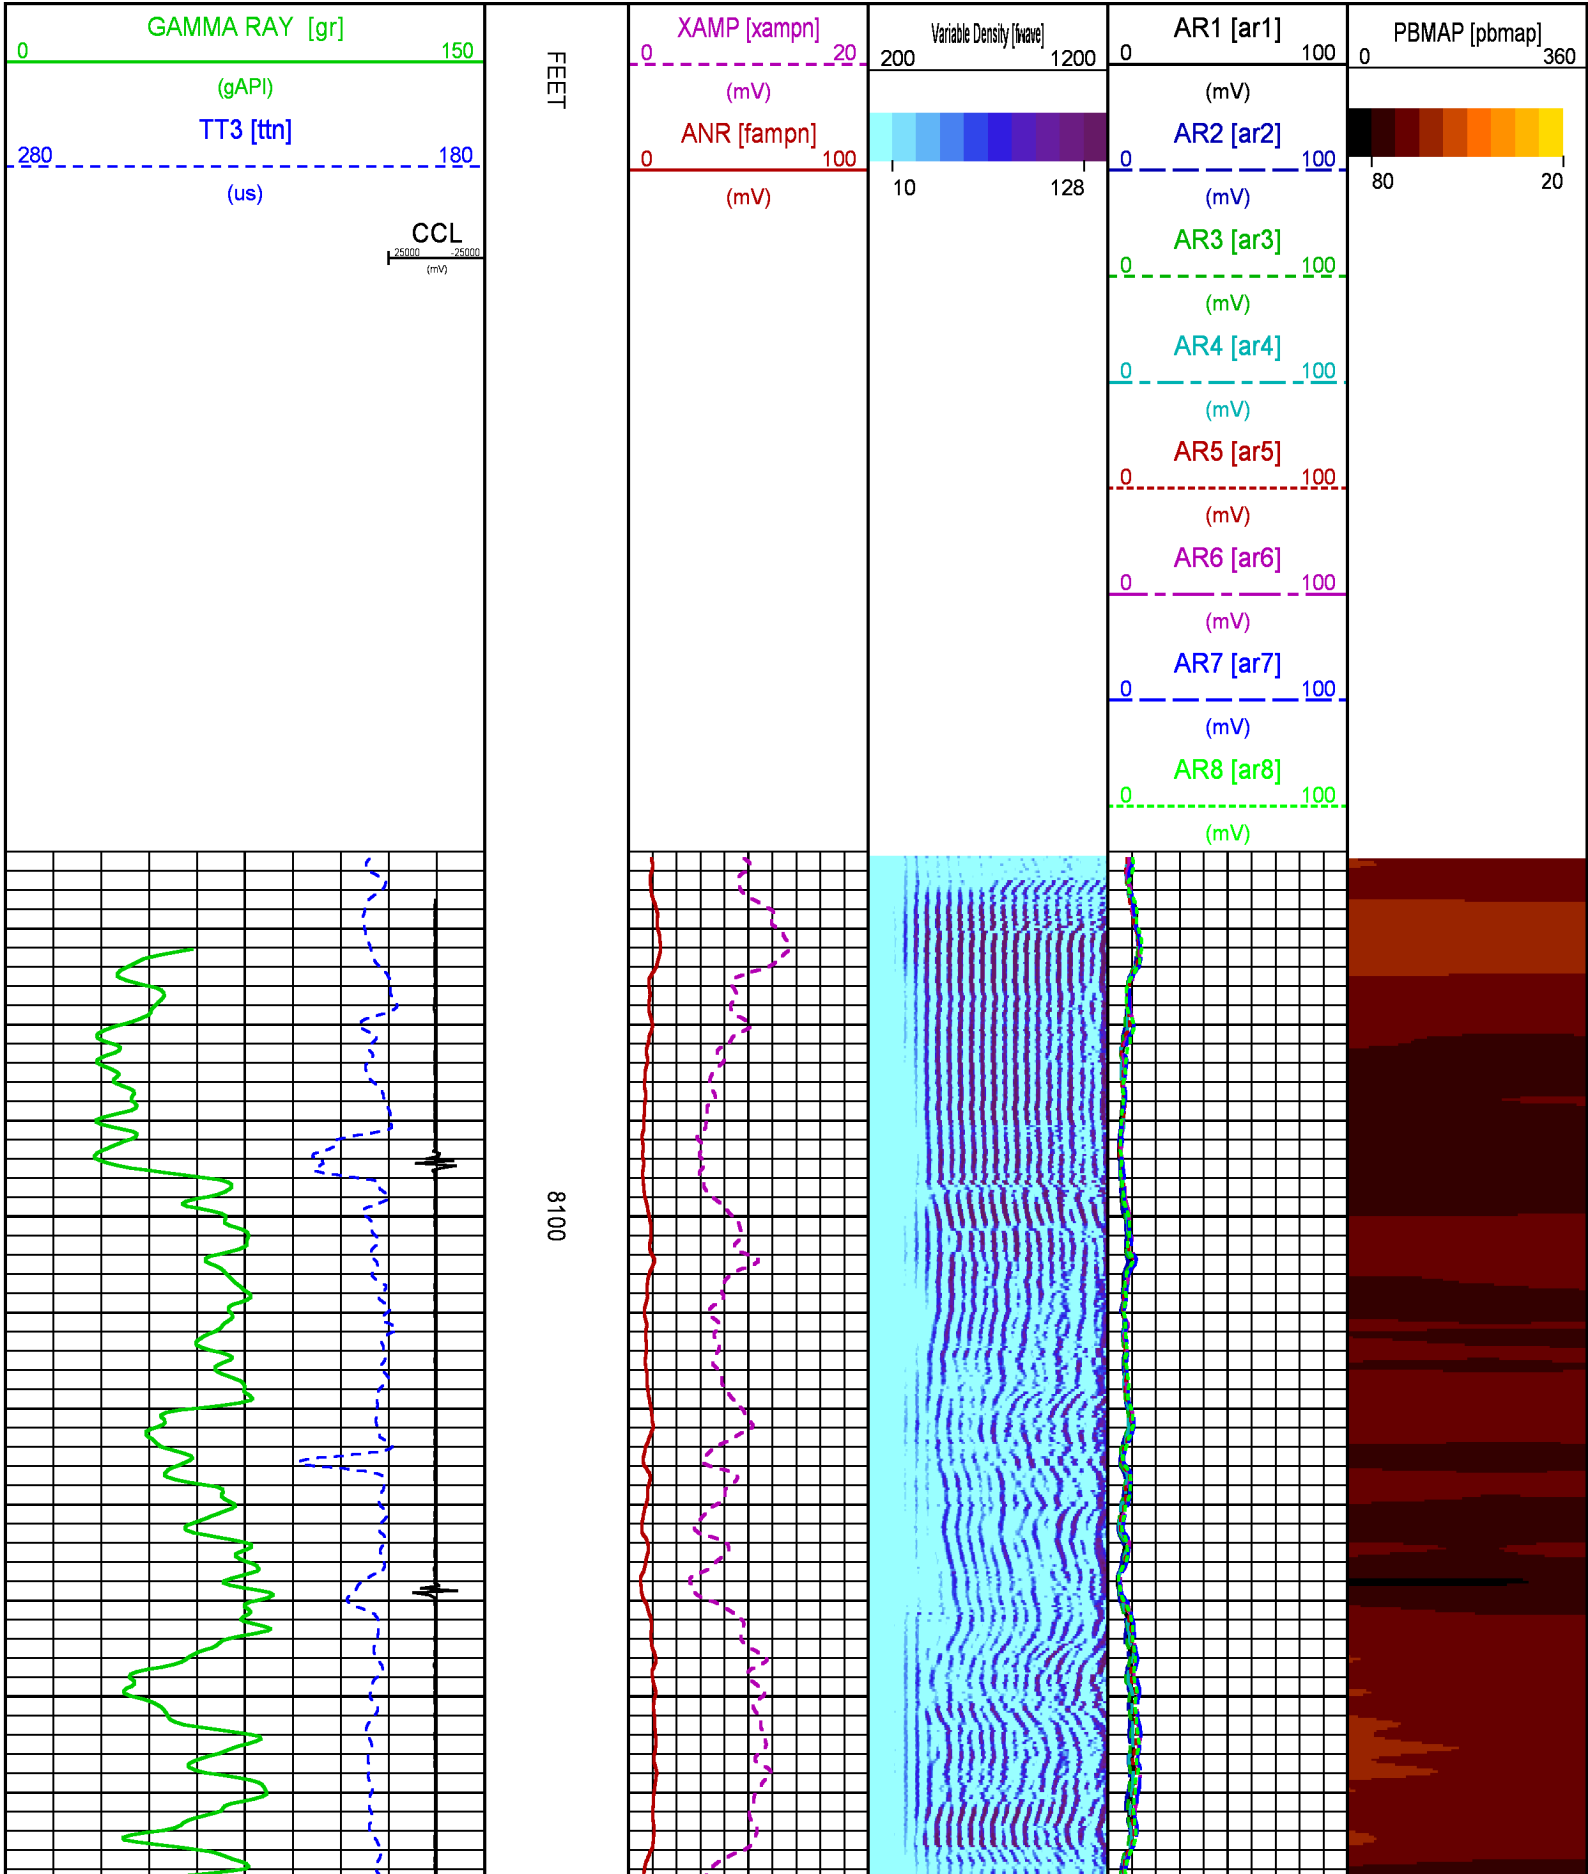 GAMMA RAY [gr]
0 150
(gAPI)
TT3 [ttn]
280 180
(us)
CCL
25000 -25000
(mV)
FEET
8100
XAMP [xampn]
0 20
(mV)
ANR [fampn]
0 100
(mV)
Variable Density [fwave]
200 1200
10 128
AR1 [ar1]
0 100
(mV)
AR2 [ar2]
0 100
(mV)
AR3 [ar3]
0 100
(mV)
AR4 [ar4]
0 100
(mV)
AR5 [ar5]
0 100
(mV)
AR6 [ar6]
0 100
(mV)
AR7 [ar7]
0 100
(mV)
AR8 [ar8]
0 100
(mV)
PBMAP [pbmap]
0 360
80 20